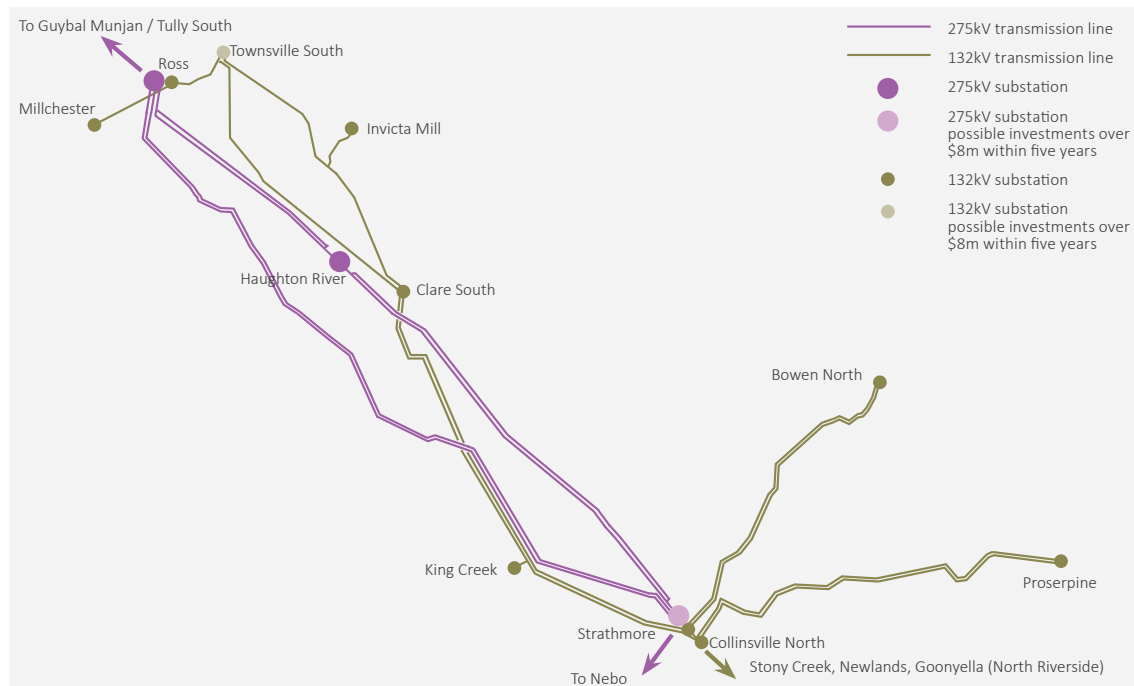 To Guybal Munjan / Tully South
Ross
Townsville South
Millchester
Invicta Mill
Haughton River
Clare South
Bowen North
King Creek
Proserpine
Strathmore
Collinsville North
To Nebo
Stony Creek, Newlands, Goonyella (North Riverside)
275kV transmission line
132kV transmission line
275kV substation
275kV substation
possible investments over
$8m within five years
132kV substation
132kV substation
possible investments over
$8m within five years